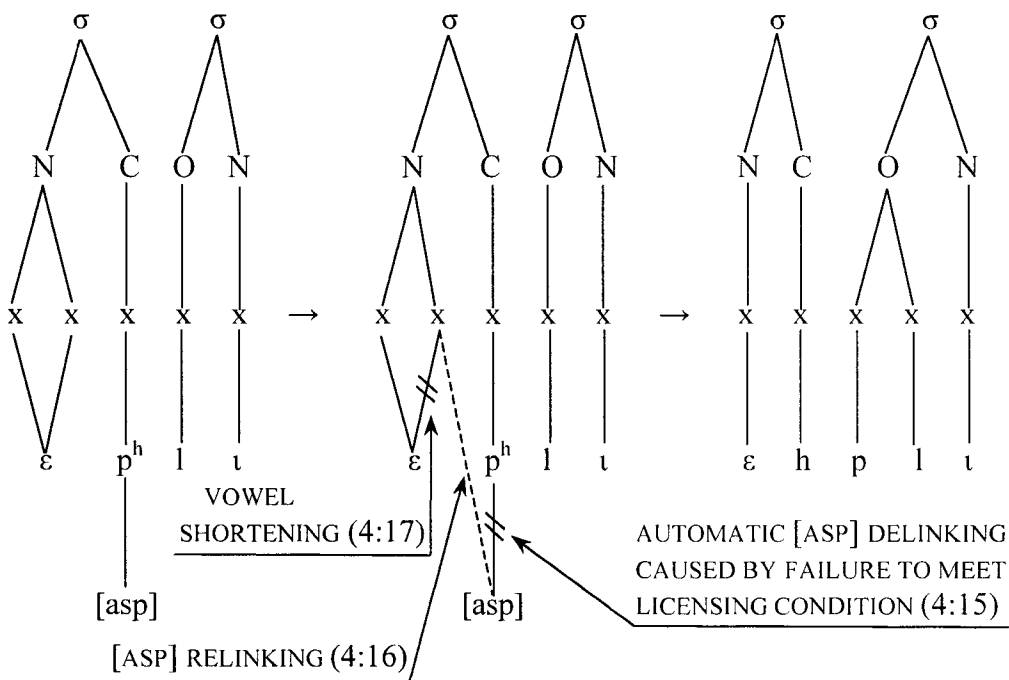 σ σ σ σ σ σ
N C O N N C O N N C O N
x x x x x → x x x x x → x x x x x
ε pʰ l ι ε pʰ l ι ε h p l ι
VOWEL
SHORTENING (4:17)
[asp] [asp]
[ASP] RELINKING (4:16)
AUTOMATIC [ASP] DELINKING
CAUSED BY FAILURE TO MEET
LICENSING CONDITION (4:15)